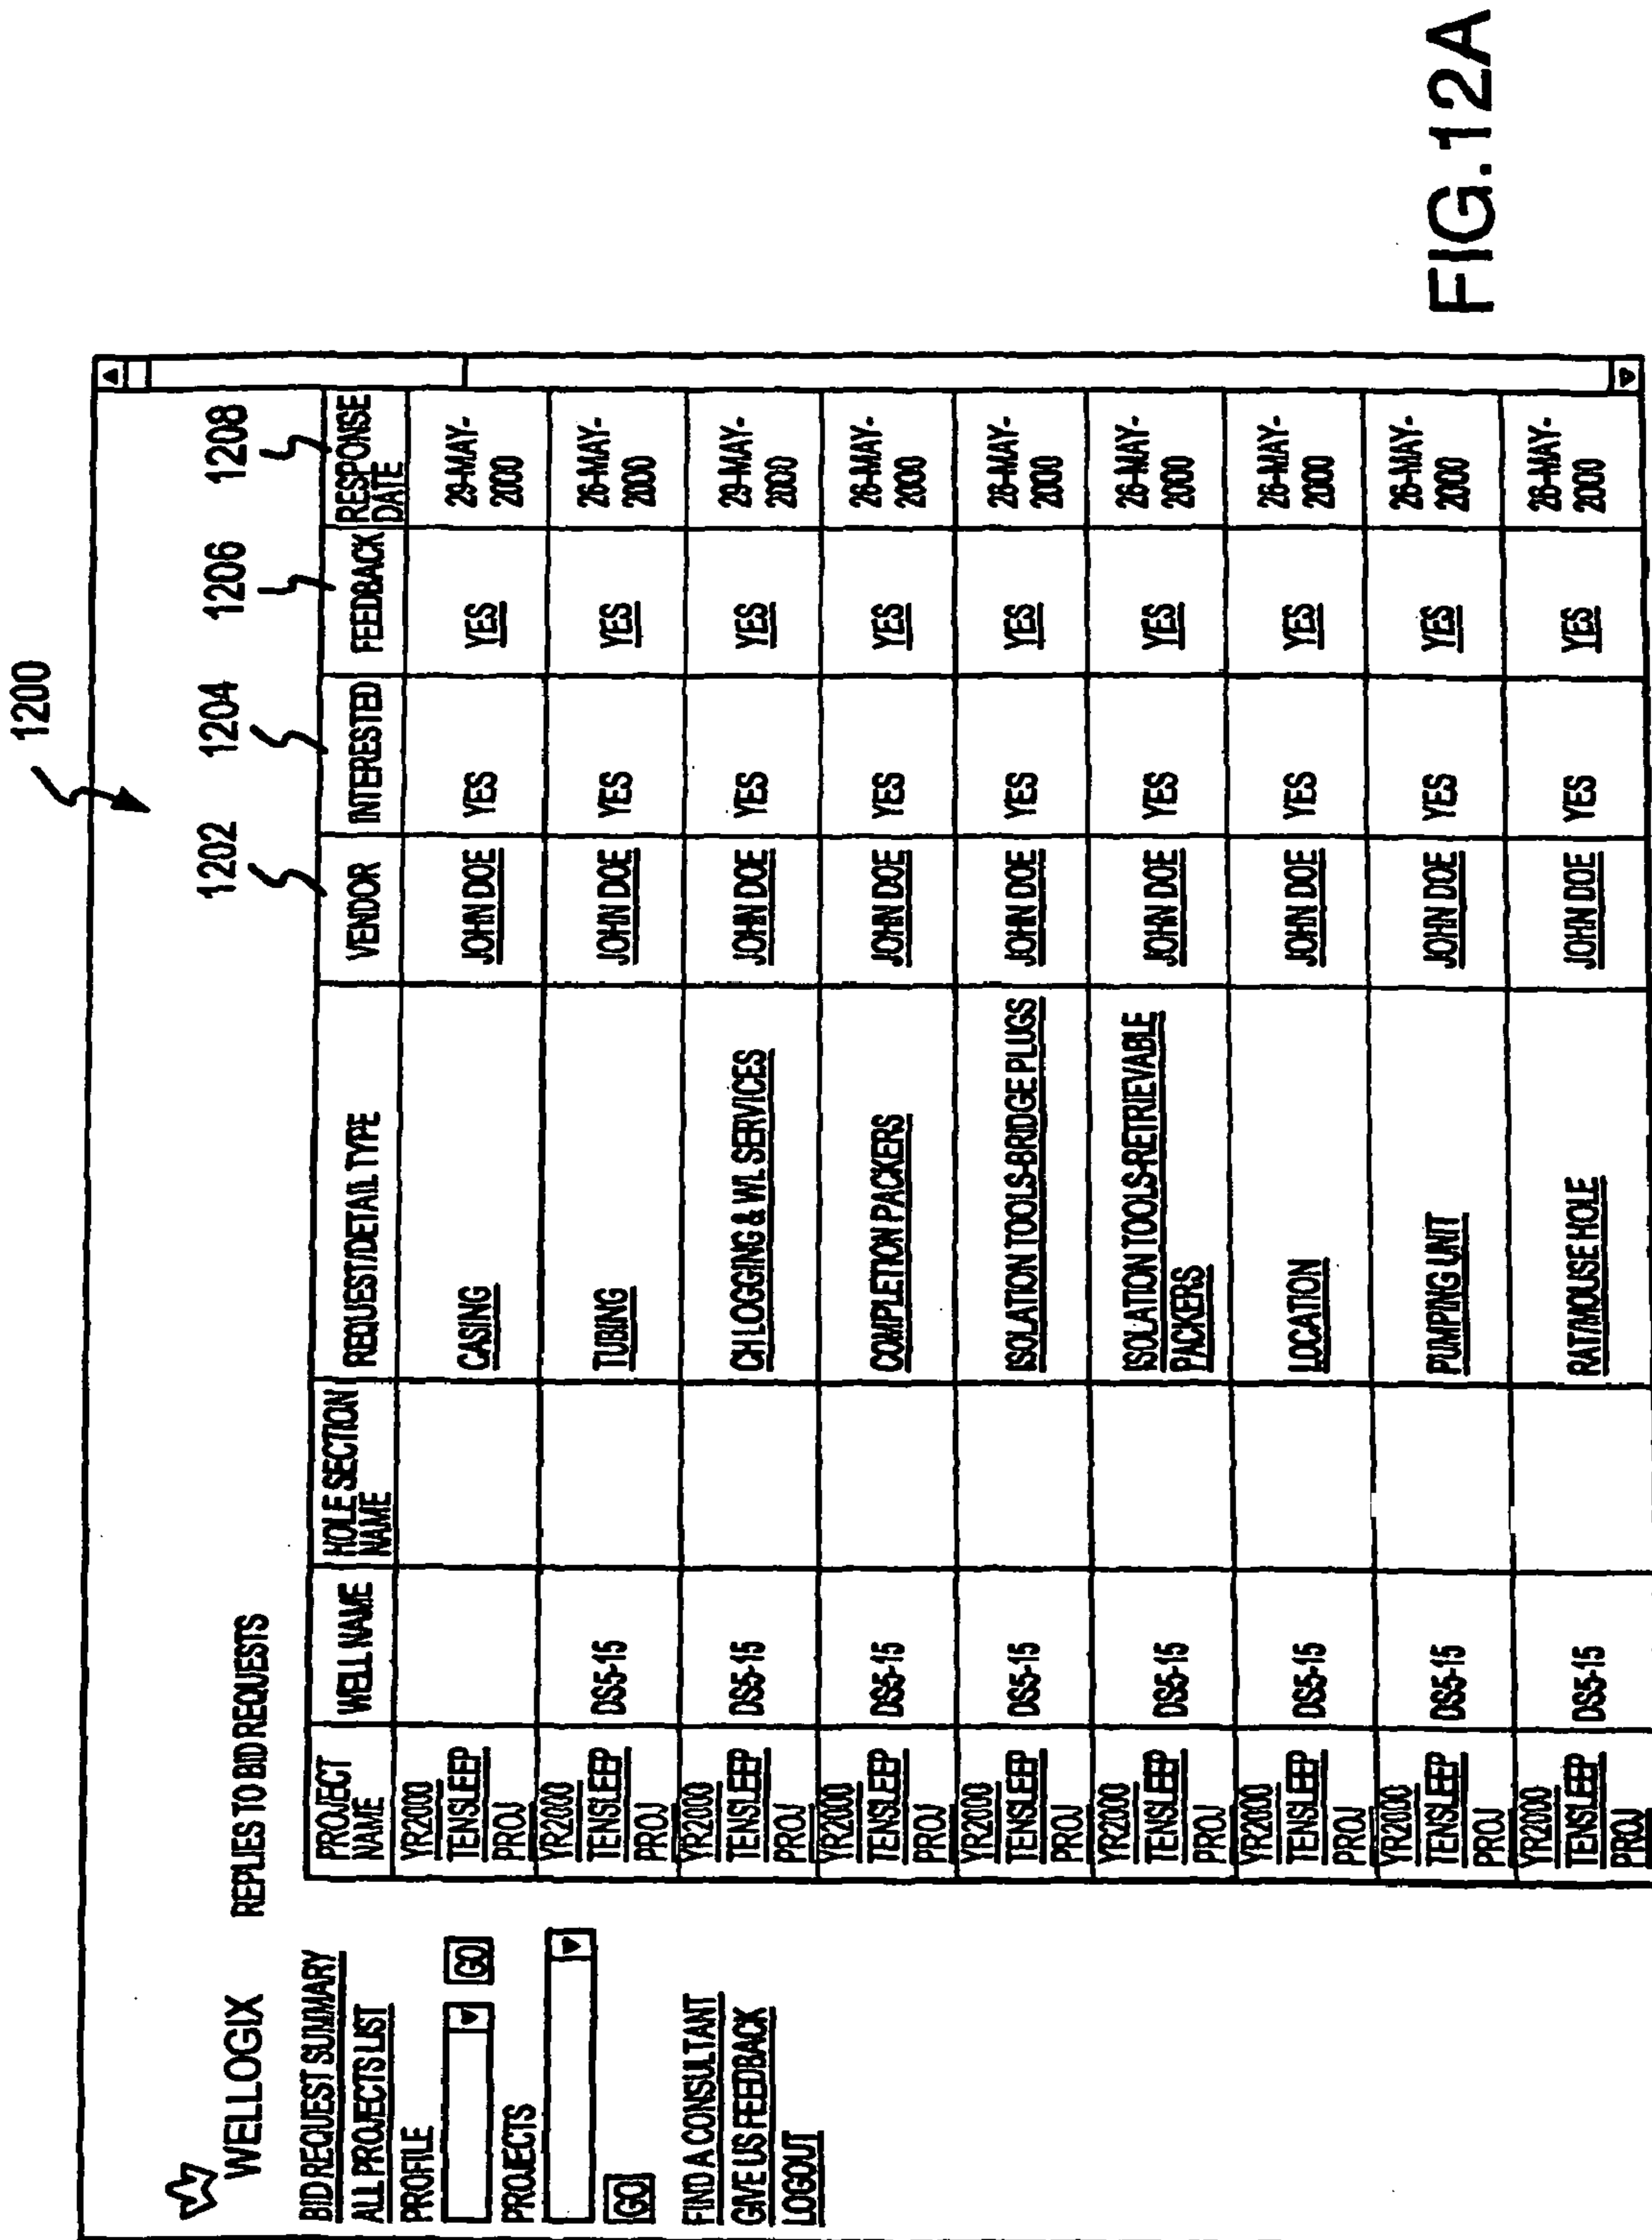 1200
WELLOGIX
REPLIES TO BID REQUESTS
1202 1204 1206 1208
BID REQUEST SUMMARY
ALL PROJECTS LIST
PROFILE
GO
PROJECTS
GO
FIND A CONSULTANT
GIVE US FEEDBACK
LOGOUT
PROJECT NAME WELL NAME HOLE SECTION NAME REQUEST/DETAIL TYPE VENDOR INTERESTED FEEDBACK RESPONSE DATE
YR2000 TENSLEEP PROJ CASING JOHN DOE YES YES 29-MAY-2000
YR2000 TENSLEEP PROJ DS5-15 TUBING JOHN DOE YES YES 26-MAY-2000
YR2000 TENSLEEP PROJ DS5-15 CH LOGGING & WL SERVICES JOHN DOE YES YES 29-MAY-2000
YR2000 TENSLEEP PROJ DS5-15 COMPLETION PACKERS JOHN DOE YES YES 26-MAY-2000
YR2000 TENSLEEP PROJ DS5-15 ISOLATION TOOLS-BRIDGE PLUGS JOHN DOE YES YES 26-MAY-2000
YR2000 TENSLEEP PROJ DS5-15 ISOLATION TOOLS-RETRIEVABLE PACKERS JOHN DOE YES YES 26-MAY-2000
YR2000 TENSLEEP PROJ DS5-15 LOCATION JOHN DOE YES YES 26-MAY-2000
YR2000 TENSLEEP PROJ DS5-15 PUMPING UNIT JOHN DOE YES YES 26-MAY-2000
YR2000 TENSLEEP PROJ DS5-15 RAT/MOUSE HOLE JOHN DOE YES YES 26-MAY-2000
FIG.12A